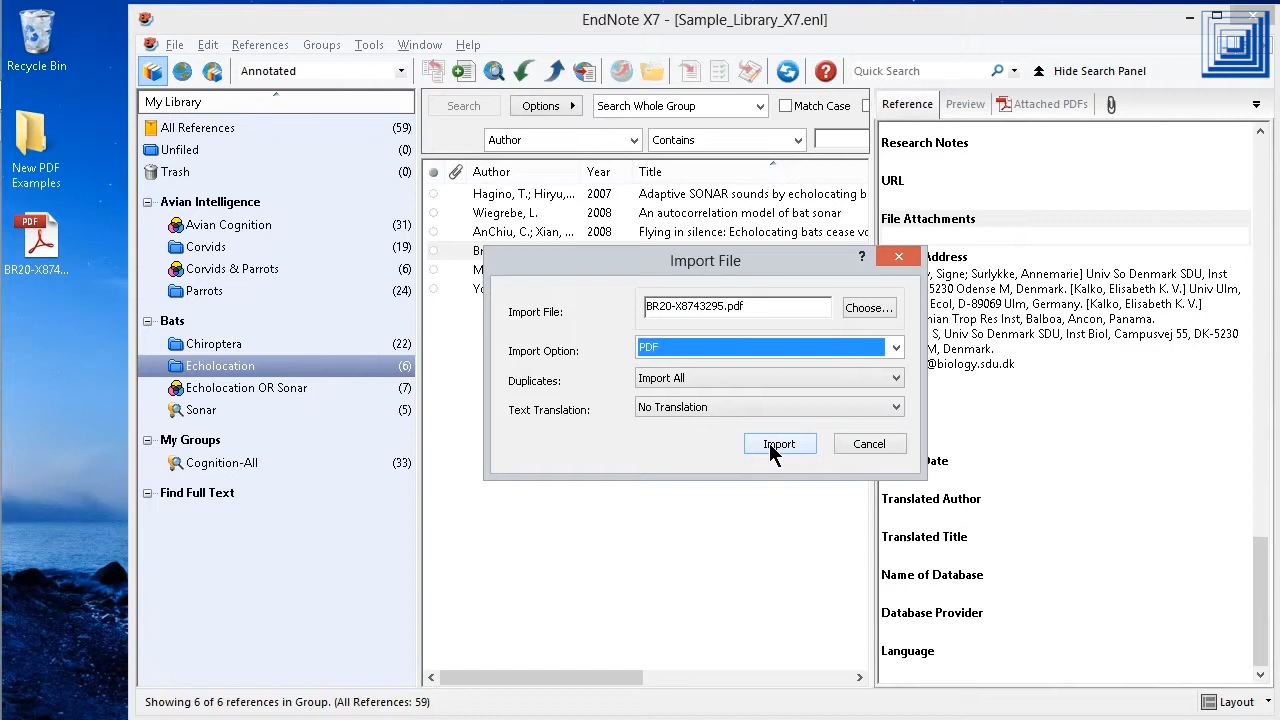 EndNote X7 - [Sample_Library_X7.enl]
Recycle Bin
New PDF
Examples
PDF
BR20-X874...
File Edit References Groups Tools Window Help
Annotated
Quick Search
Hide Search Panel
My Library
All References (59)
Unfiled (0)
Trash (0)
Avian Intelligence
Avian Cognition (31)
Corvids (19)
Corvids & Parrots (6)
Parrots (24)
Bats
Chiroptera (22)
Echolocation (6)
Echolocation OR Sonar (7)
Sonar (5)
My Groups
Cognition-All (33)
Find Full Text
Search Options Search Whole Group Match Case
Author Contains
Author Year Title
Hagino, T.; Hiryu,... 2007 Adaptive SONAR sounds by echolocating b
Wiegrebe, L. 2008 An autocorrelation model of bat sonar
AnChiu, C.; Xian, ... 2008 Flying in silence: Echolocating bats cease vo
Br
M
Import File
?
Import File: BR20-X8743295.pdf Choose...
Import Option: PDF
Duplicates: Import All
Text Translation: No Translation
Import Cancel
Reference Preview Attached PDFs
Research Notes
URL
File Attachments
Address
, Signe; Surlykke, Annemarie] Univ So Denmark SDU, Inst
5230 Odense M, Denmark. [Kalko, Elisabeth K. V.] Univ Ulm,
Ecol, D-89069 Ulm, Germany. [Kalko, Elisabeth K. V.]
nian Trop Res Inst, Balboa, Ancon, Panama.
S, Univ So Denmark SDU, Inst Biol, Campusvej 55, DK-5230
M, Denmark.
@biology.sdu.dk
Date
Translated Author
Translated Title
Name of Database
Database Provider
Language
Showing 6 of 6 references in Group. (All References: 59)
Layout